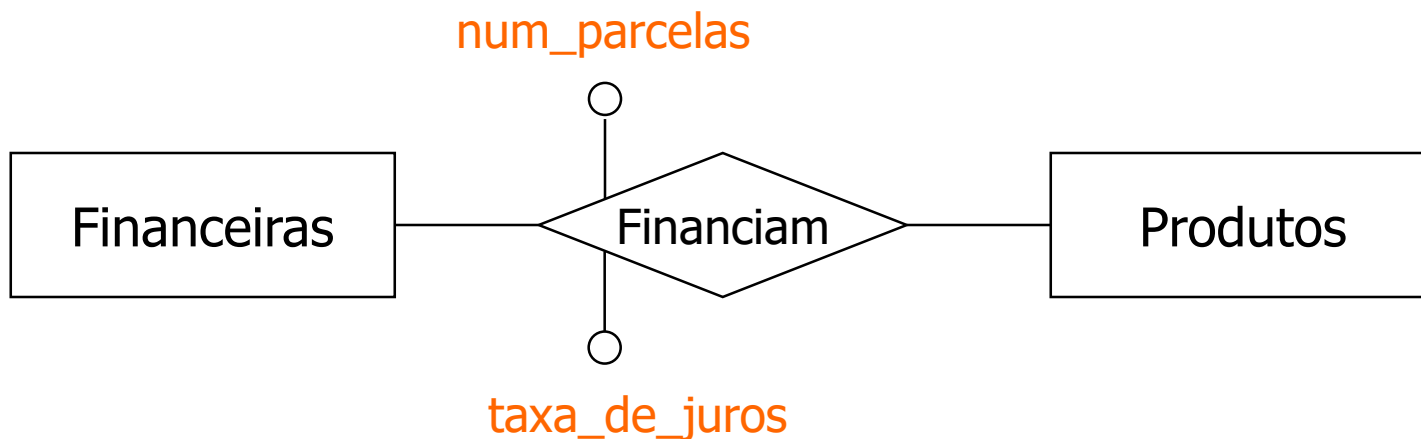 num_parcelas
Financeiras
Financiam
Produtos
taxa_de_juros